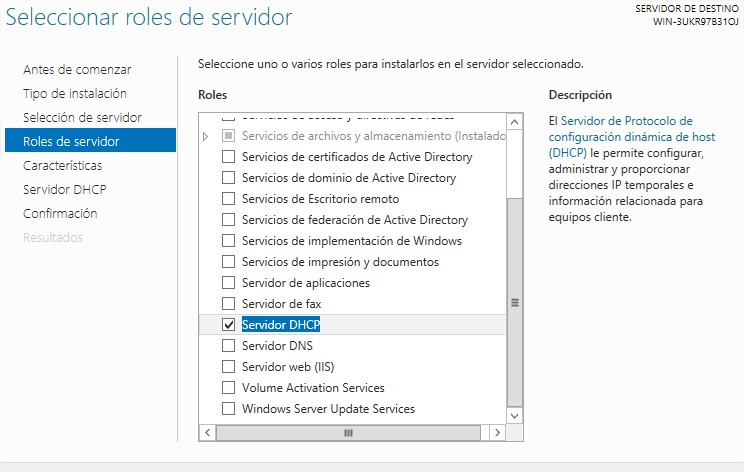 Seleccionar roles de servidor
SERVIDOR DE DESTINO
WIN-3UKR97B31OJ
Antes de comenzar
Tipo de instalación
Selección de servidor
Roles de servidor
Características
Servidor DHCP
Confirmación
Resultados
Seleccione uno o varios roles para instalarlos en el servidor seleccionado.
Roles
Servicios de acceso y directivas de redes
Servicios de archivos y almacenamiento (Instalado
Servicios de certificados de Active Directory
Servicios de dominio de Active Directory
Servicios de Escritorio remoto
Servicios de federación de Active Directory
Servicios de implementación de Windows
Servicios de impresión y documentos
Servidor de aplicaciones
Servidor de fax
Servidor DHCP
Servidor DNS
Servidor web (IIS)
Volume Activation Services
Windows Server Update Services
Descripción
El Servidor de Protocolo de
configuración dinámica de host
(DHCP) le permite configurar,
administrar y proporcionar
direcciones IP temporales e
información relacionada para
equipos cliente.